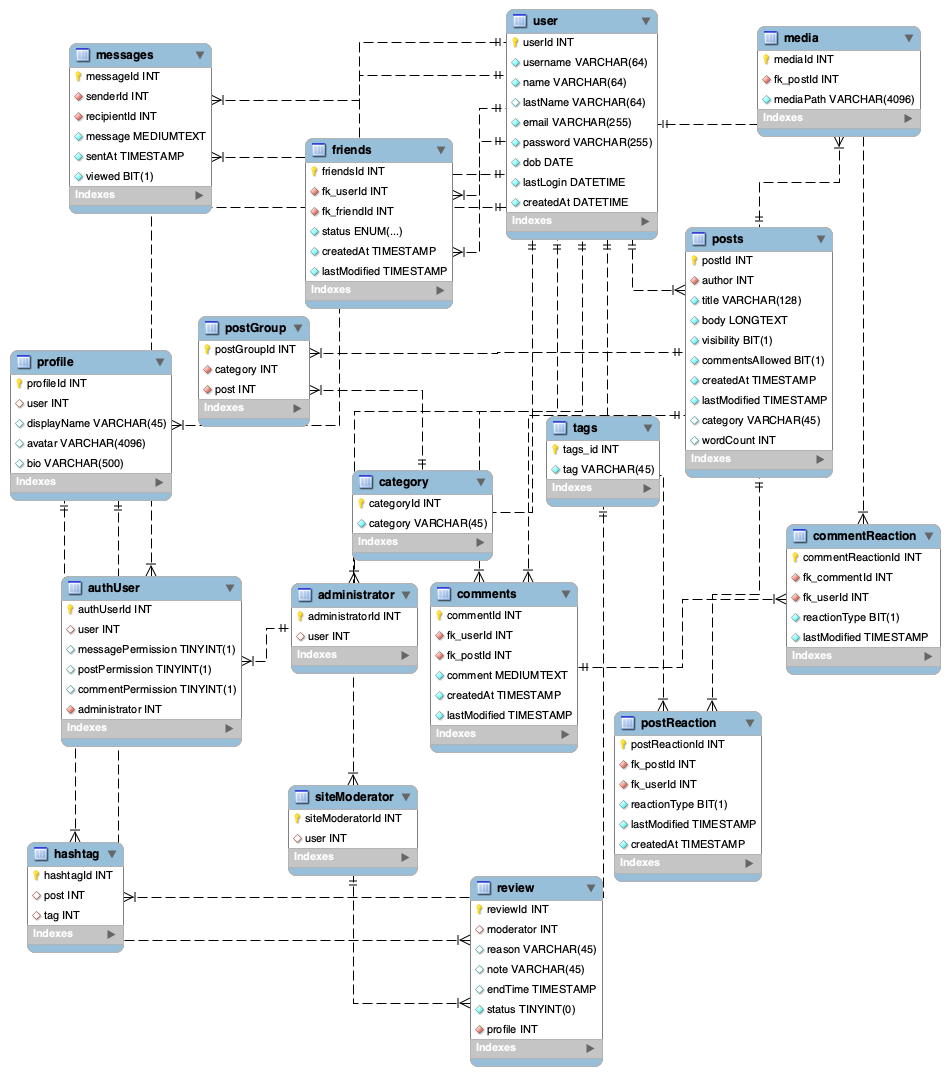 user
userId INT
username VARCHAR(64)
name VARCHAR(64)
lastName VARCHAR(64)
email VARCHAR(255)
password VARCHAR(255)
dob DATE
lastLogin DATETIME
createdAt DATETIME
Indexes
media
mediaId INT
fk_postId INT
mediaPath VARCHAR(4096)
Indexes
messages
messageId INT
senderId INT
recipientId INT
message MEDIUMTEXT
sentAt TIMESTAMP
viewed BIT(1)
Indexes
friends
friendsId INT
fk_userId INT
fk_friendId INT
status ENUM(...)
createdAt TIMESTAMP
lastModified TIMESTAMP
Indexes
posts
postId INT
author INT
title VARCHAR(128)
body LONGTEXT
visibility BIT(1)
commentsAllowed BIT(1)
createdAt TIMESTAMP
lastModified TIMESTAMP
category VARCHAR(45)
wordCount INT
Indexes
postGroup
postGroupId INT
category INT
post INT
Indexes
profile
profileId INT
user INT
displayName VARCHAR(45)
avatar VARCHAR(4096)
bio VARCHAR(500)
Indexes
tags
tags_id INT
tag VARCHAR(45)
Indexes
category
categoryId INT
category VARCHAR(45)
Indexes
commentReaction
commentReactionId INT
fk_commentId INT
fk_userId INT
reactionType BIT(1)
lastModified TIMESTAMP
Indexes
authUser
authUserId INT
user INT
messagePermission TINYINT(1)
postPermission TINYINT(1)
commentPermission TINYINT(1)
administrator INT
Indexes
administrator
administratorId INT
user INT
Indexes
comments
commentId INT
fk_userId INT
fk_postId INT
comment MEDIUMTEXT
createdAt TIMESTAMP
lastModified TIMESTAMP
Indexes
postReaction
postReactionId INT
fk_postId INT
fk_userId INT
reactionType BIT(1)
lastModified TIMESTAMP
createdAt TIMESTAMP
Indexes
siteModerator
siteModeratorId INT
user INT
Indexes
hashtag
hashtagId INT
post INT
tag INT
Indexes
review
reviewId INT
moderator INT
reason VARCHAR(45)
note VARCHAR(45)
endTime TIMESTAMP
status TINYINT(0)
profile INT
Indexes